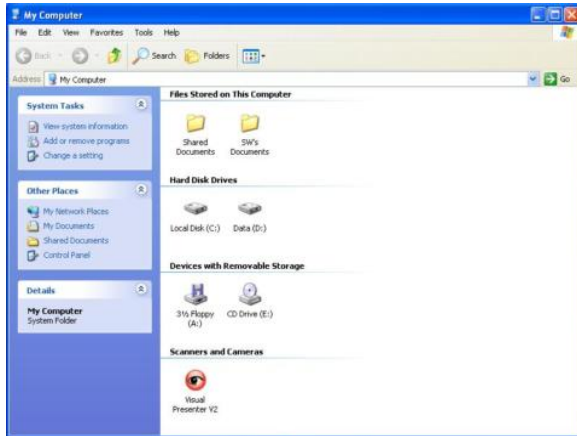 My Computer
File Edit View Favorites Tools Help
Back Search Folders
Address My Computer Go
System Tasks
View system information
Add or remove programs
Change a setting
Other Places
My Network Places
My Documents
Shared Documents
Control Panel
Details
My Computer
System Folder
Files Stored on This Computer
Shared Documents
SW's Documents
Hard Disk Drives
Local Disk (C:) Data (D:)
Devices with Removable Storage
3½ Floppy (A:)
CD Drive (E:)
Scanners and Cameras
Visual
Presenter V2